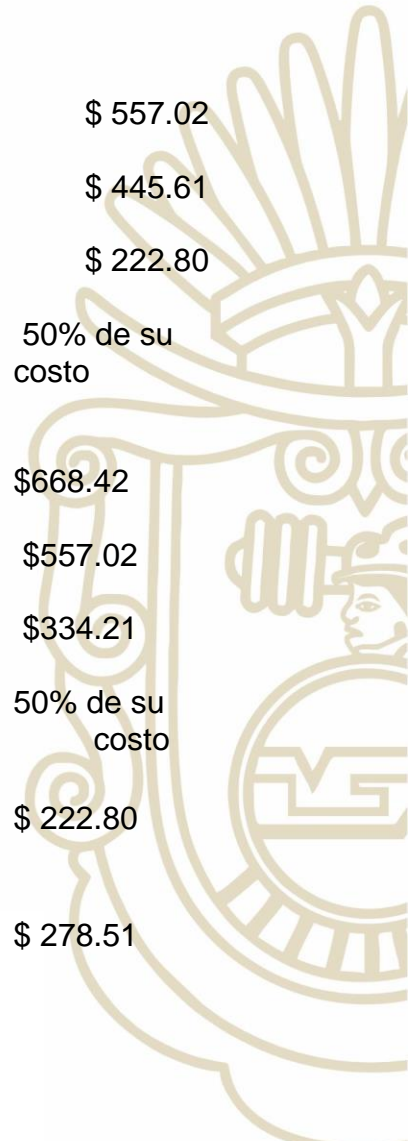 $ 557.02
$ 445.61
$ 222.80
50% de su
costo
$668.42
$557.02
$334.21
50% de su
costo
$ 222.80
$ 278.51